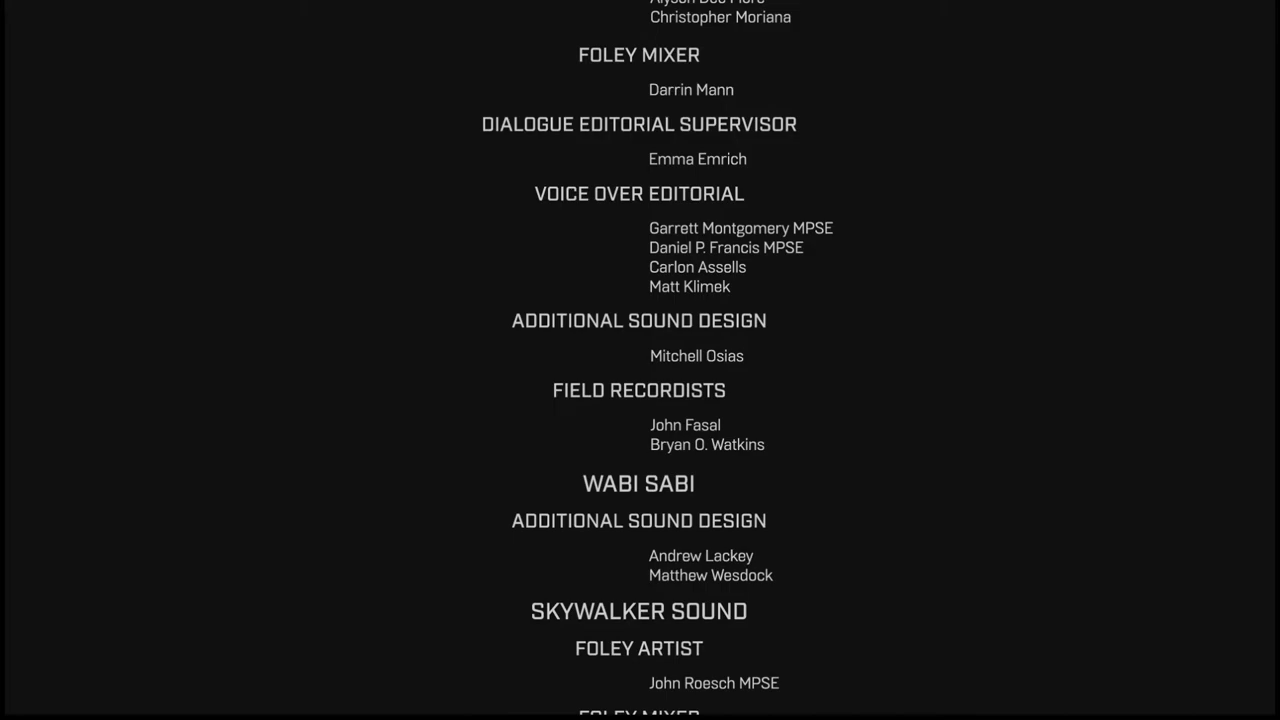 Christopher Moriana
FOLEY MIXER
Darrin Mann
DIALOGUE EDITORIAL SUPERVISOR
Emma Emrich
VOICE OVER EDITORIAL
Garrett Montgomery MPSE
Daniel P. Francis MPSE
Carlon Assells
Matt Klimek
ADDITIONAL SOUND DESIGN
Mitchell Osias
FIELD RECORDISTS
John Fasal
Bryan O. Watkins
WABI SABI
ADDITIONAL SOUND DESIGN
Andrew Lackey
Matthew Wesdock
SKYWALKER SOUND
FOLEY ARTIST
John Roesch MPSE
FOLEY MIXER